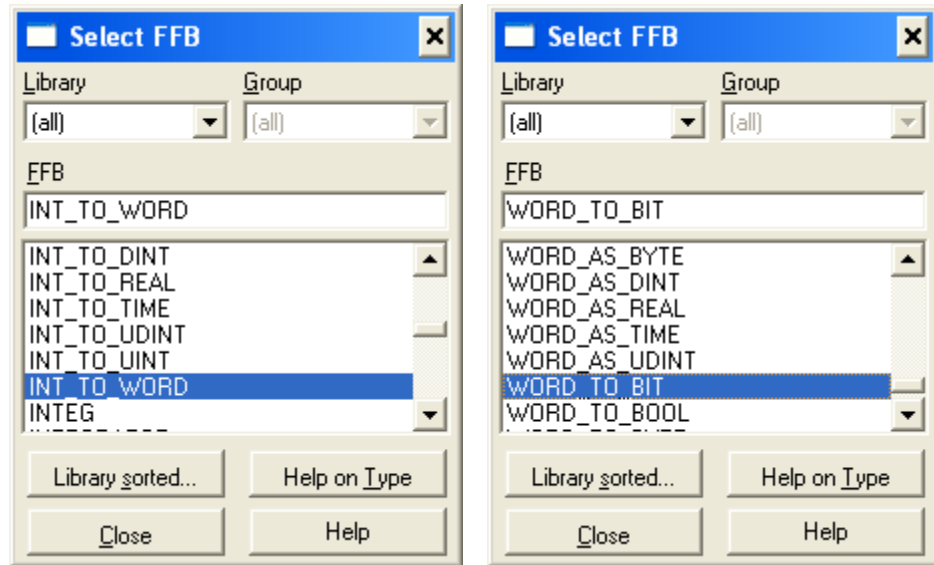 Select FFB
Library Group
(all) (all)
FFB
INT_TO_WORD
INT_TO_DINT
INT_TO_REAL
INT_TO_TIME
INT_TO_UDINT
INT_TO_UINT
INT_TO_WORD
INTEG
Library sorted... Help on Type
Close Help
Select FFB
Library Group
(all) (all)
FFB
WORD_TO_BIT
WORD_AS_BYTE
WORD_AS_DINT
WORD_AS_REAL
WORD_AS_TIME
WORD_AS_UDINT
WORD_TO_BIT
WORD_TO_BOOL
Library sorted... Help on Type
Close Help